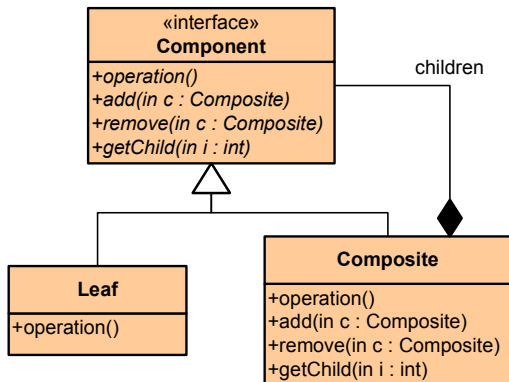 «interface»
Component
+operation()
+add(in c : Composite)
+remove(in c : Composite)
+getChild(in i : int)
children
Leaf
+operation()
Composite
+operation()
+add(in c : Composite)
+remove(in c : Composite)
+getChild(in i : int)